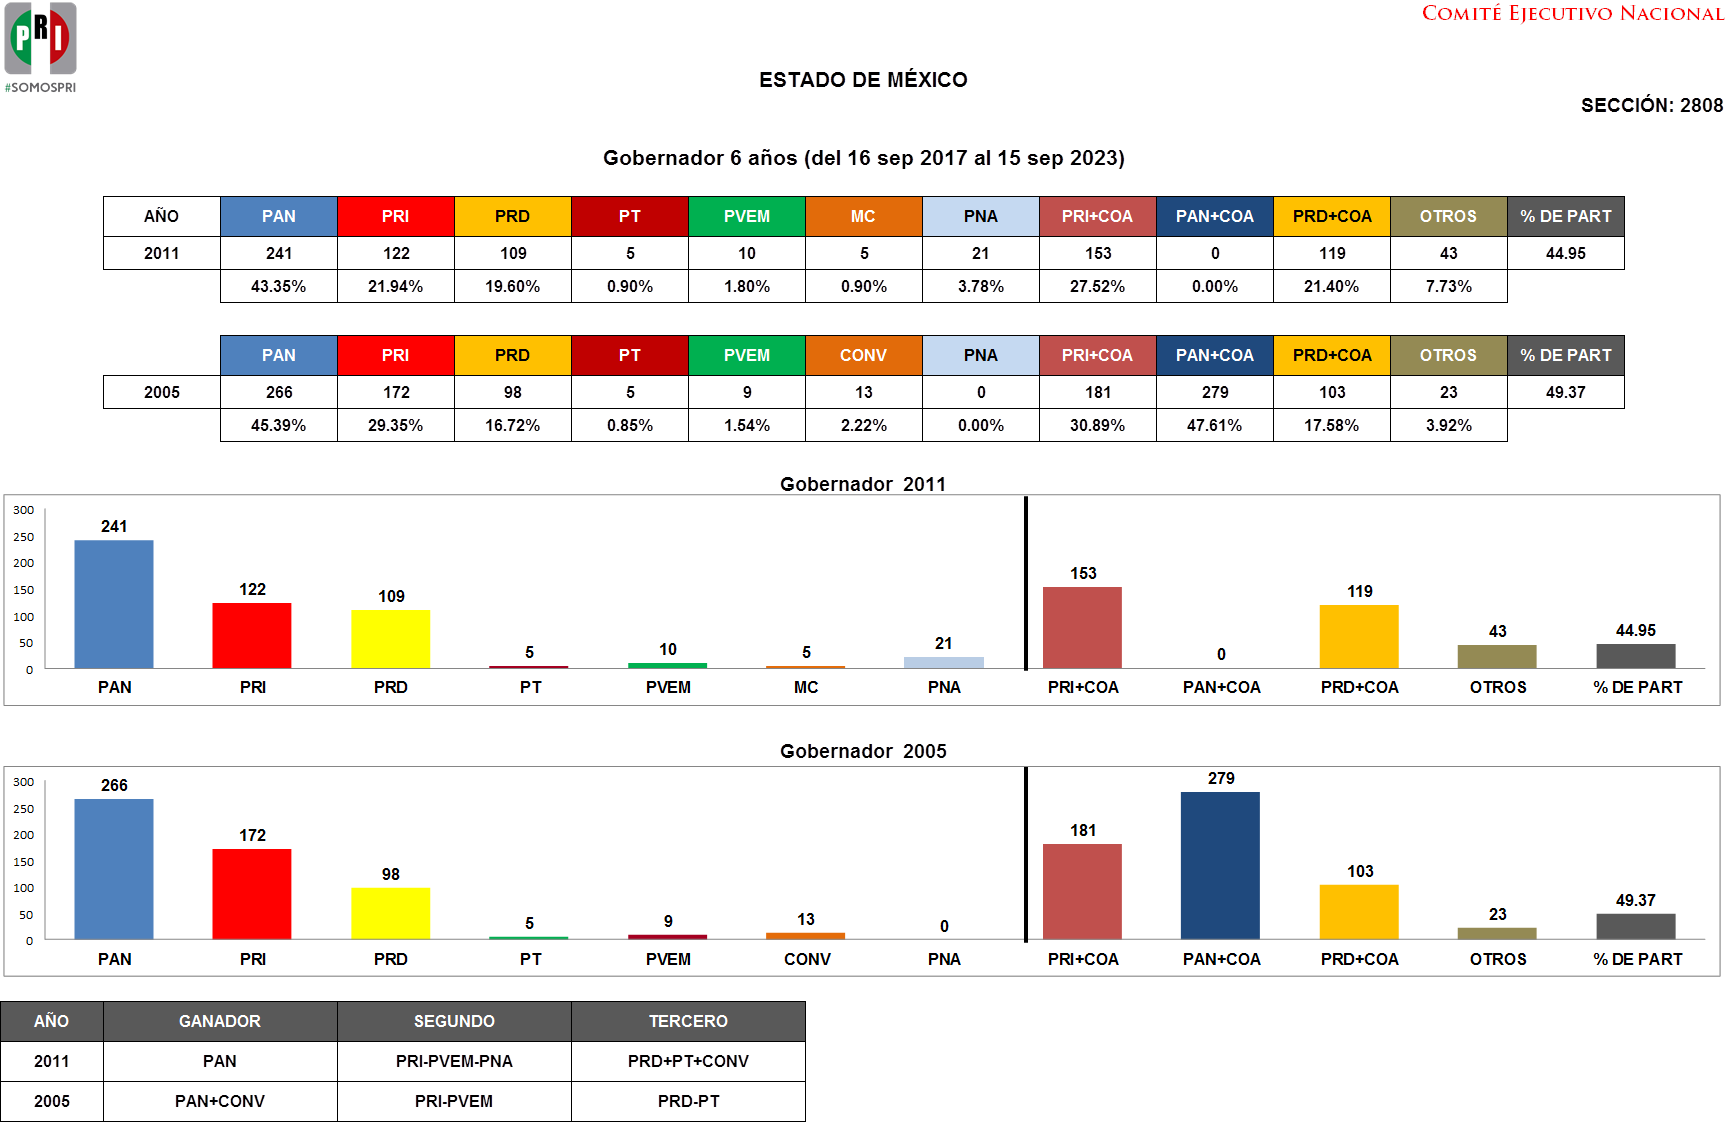 PRI
#SOMOSPRI
COMITÉ EJECUTIVO NACIONAL
ESTADO DE MÉXICO
SECCIÓN: 2808
Gobernador 6 años (del 16 sep 2017 al 15 sep 2023)
AÑO PAN PRI PRD PT PVEM MC PNA PRI+COA PAN+COA PRD+COA OTROS % DE PART
2011 241 122 109 5 10 5 21 153 0 119 43 44.95
43.35% 21.94% 19.60% 0.90% 1.80% 0.90% 3.78% 27.52% 0.00% 21.40% 7.73%
PAN PRI PRD PT PVEM CONV PNA PRI+COA PAN+COA PRD+COA OTROS % DE PART
2005 266 172 98 5 9 13 0 181 279 103 23 49.37
45.39% 29.35% 16.72% 0.85% 1.54% 2.22% 0.00% 30.89% 47.61% 17.58% 3.92%
Gobernador 2011
300
250
200
150
100
50
0
241 122 109 5 10 5 21 153 0 119 43 44.95
PAN PRI PRD PT PVEM MC PNA PRI+COA PAN+COA PRD+COA OTROS % DE PART
Gobernador 2005
300
250
200
150
100
50
0
266 172 98 5 9 13 0 181 279 103 23 49.37
PAN PRI PRD PT PVEM CONV PNA PRI+COA PAN+COA PRD+COA OTROS % DE PART
AÑO GANADOR SEGUNDO TERCERO
2011 PAN PRI-PVEM-PNA PRD+PT+CONV
2005 PAN+CONV PRI-PVEM PRD-PT